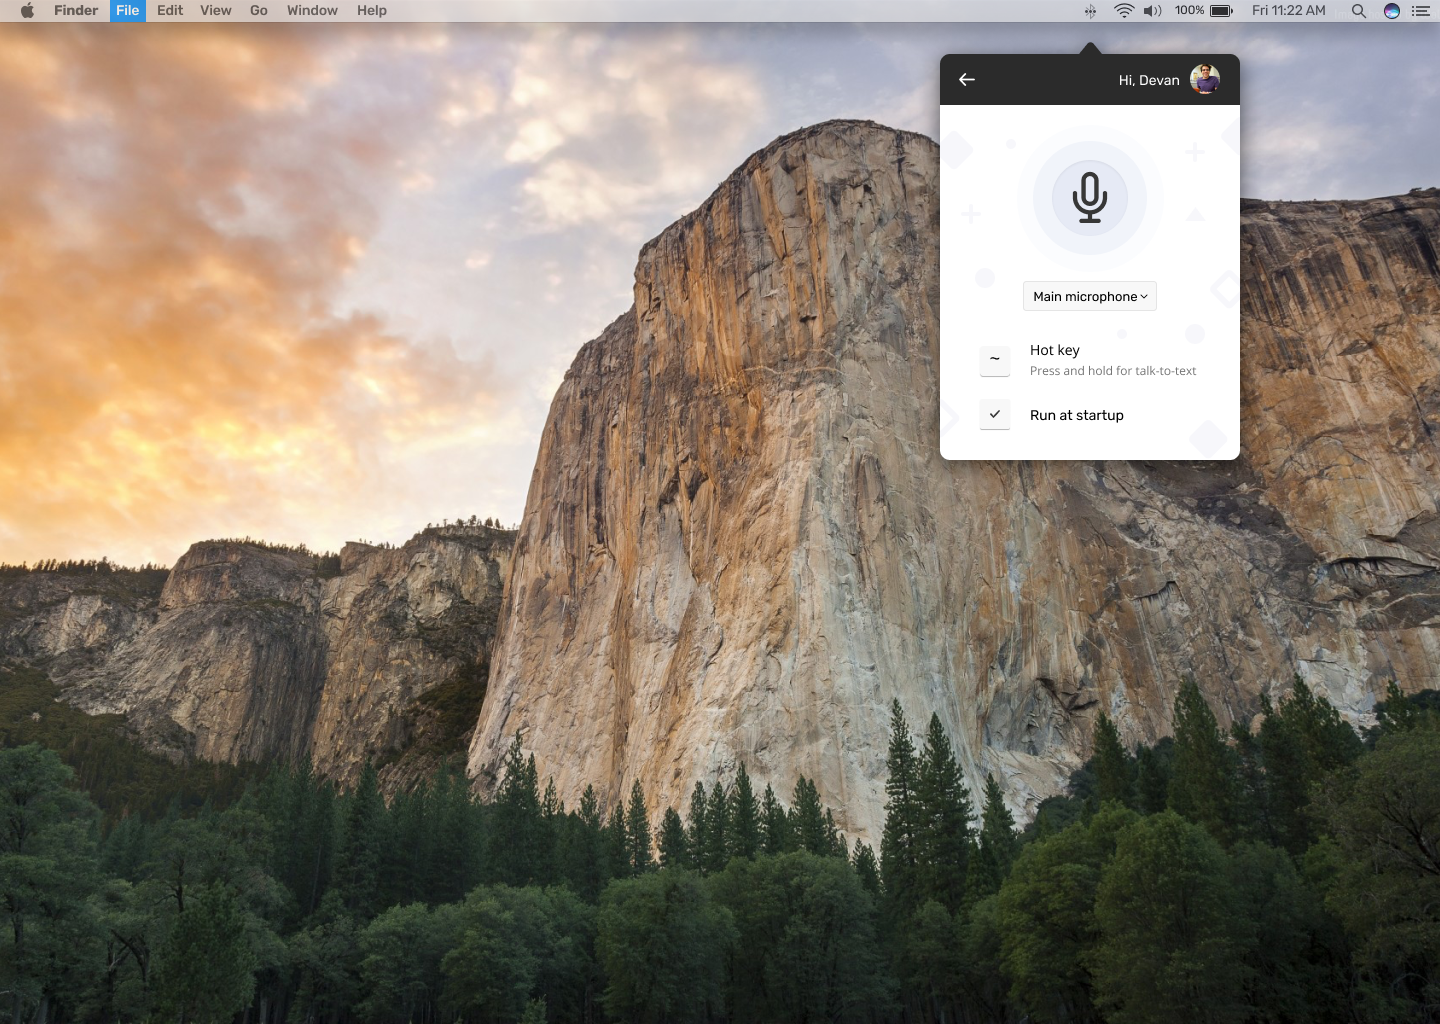 Finder File Edit View Go Window Help 100% Fri 11:22 AM
Hi, Devan
Main microphone
~ Hot key
Press and hold for talk-to-text
Run at startup